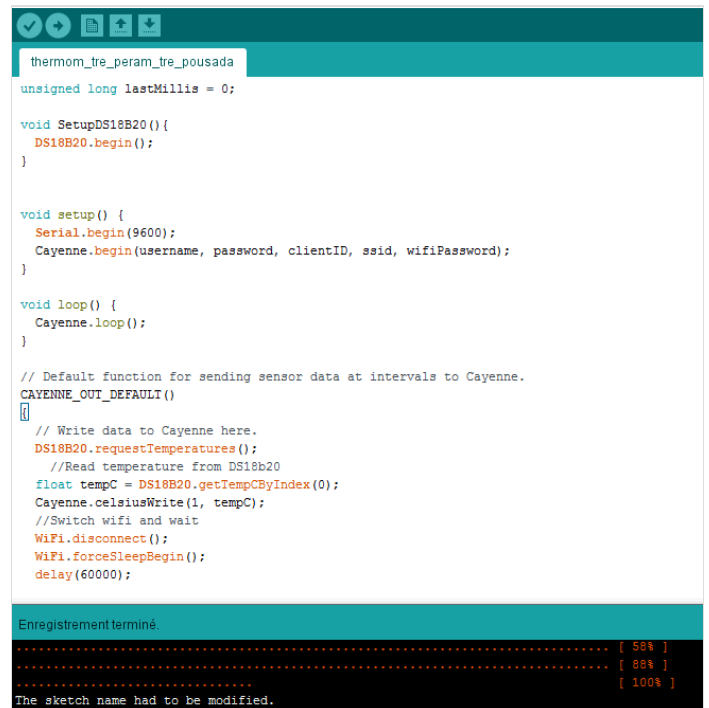 thermom_tre_peram_tre_pousada
unsigned long lastMillis = 0;
void SetupDS18B20(){
DS18B20.begin();
}
void setup() {
Serial.begin(9600);
Cayenne.begin(username, password, clientID, ssid, wifiPassword);
}
void loop() {
Cayenne.loop();
}
// Default function for sending sensor data at intervals to Cayenne.
CAYENNE_OUT_DEFAULT()
{
// Write data to Cayenne here.
DS18B20.requestTemperatures();
//Read temperature from DS18b20
float tempC = DS18B20.getTempCByIndex(0);
Cayenne.celsiusWrite(1, tempC);
//Switch wifi and wait
WiFi.disconnect();
WiFi.forceSleepBegin();
delay(60000);
Enregistrement terminé.
................................................................................ [ 58% ]
................................................................................ [ 88% ]
................................ [ 100% ]
The sketch name had to be modified.